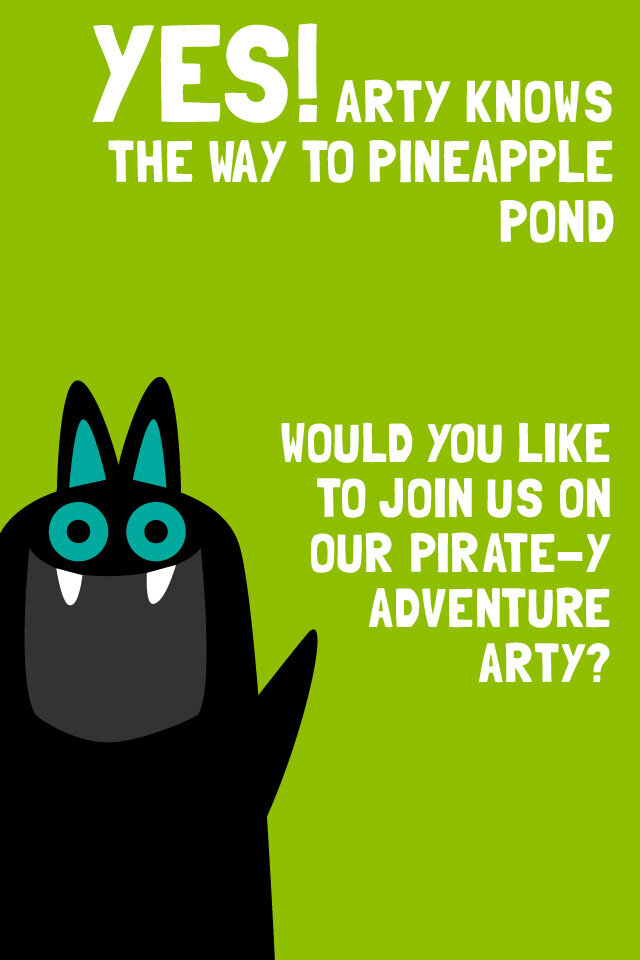 YES! ARTY KNOWS
THE WAY TO PINEAPPLE
POND
WOULD YOU LIKE
TO JOIN US ON
OUR PIRATE-Y
ADVENTURE
ARTY?